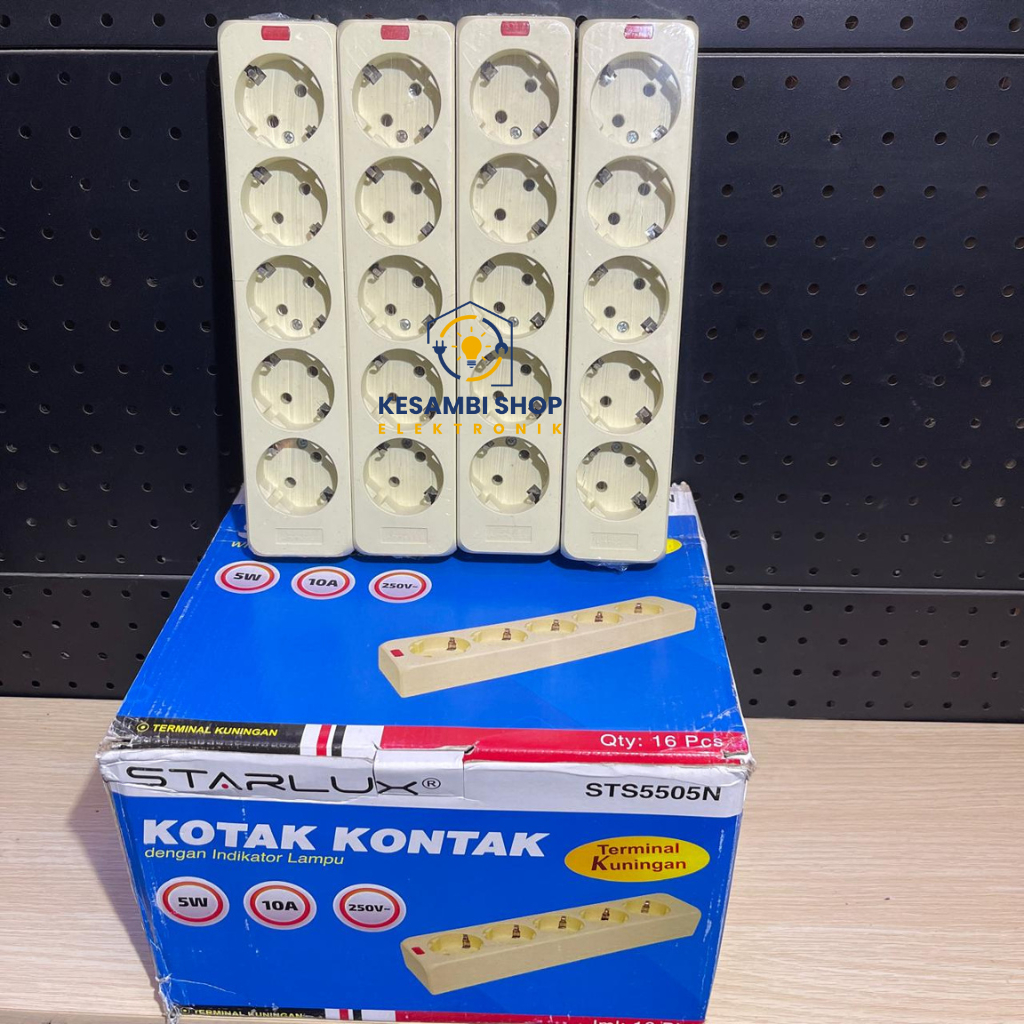 KESAMBI SHOP
ELEKTRONIK
5W
10A
250V~
TERMINAL KUNINGAN
Qty: 16 Pcs
STARLUX®
STS5505N
KOTAK KONTAK
dengan Indikator Lampu
Terminal
Kuningan
5W
10A
250V~
TERMINAL KUNINGAN